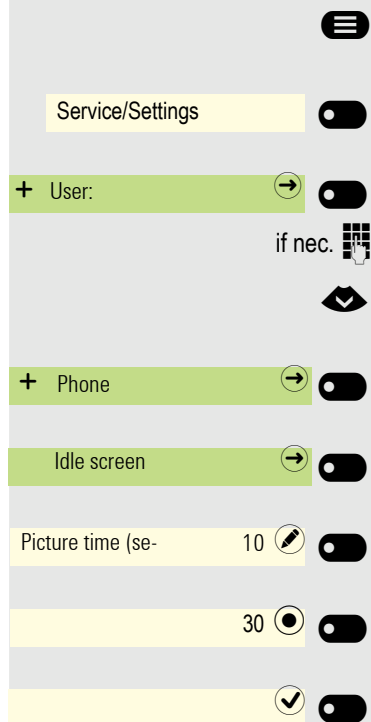 Service/Settings
+ User:
if nec.
+ Phone
Idle screen
Picture time (se- 10
30